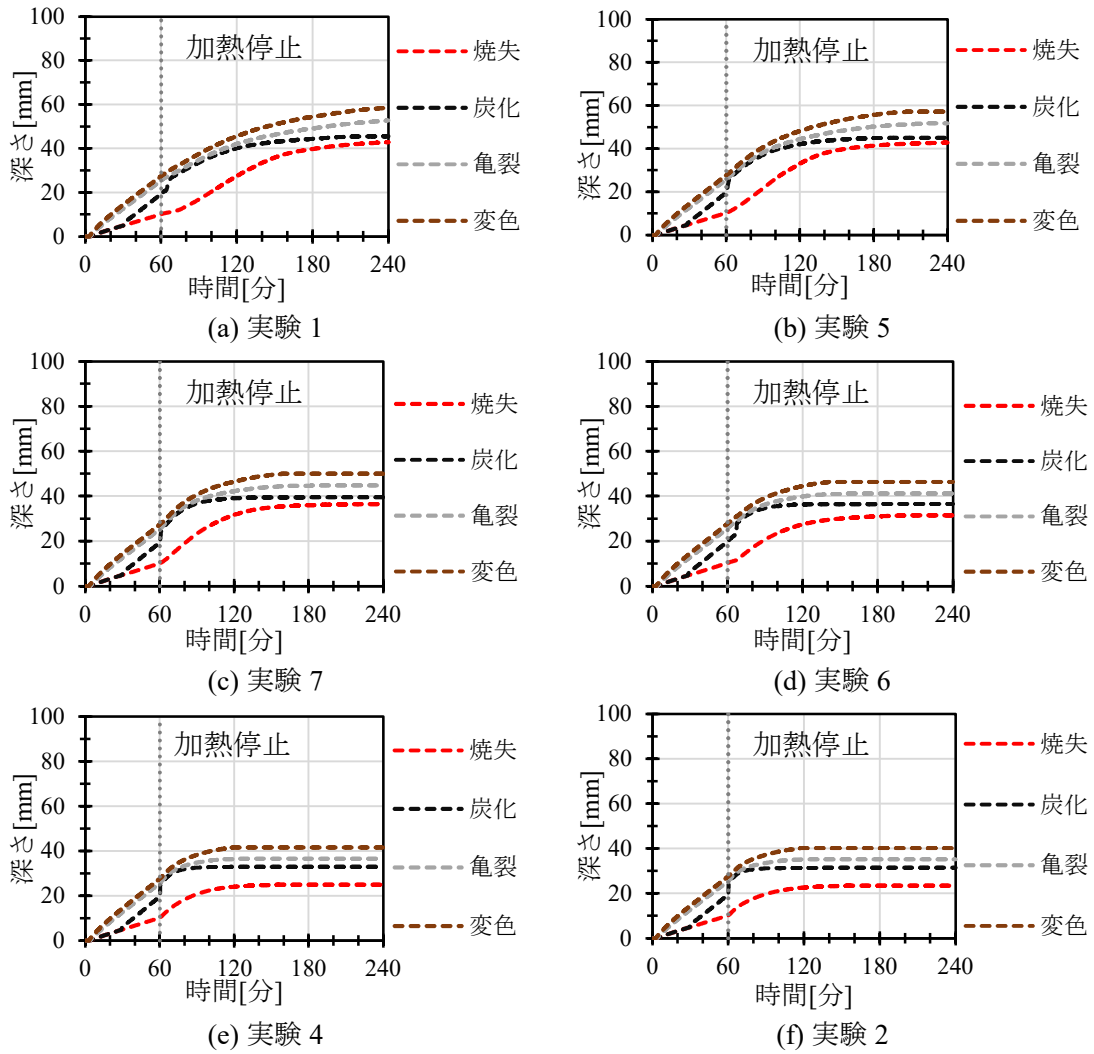 100
80
60
40
20
0
深さ[mm]
加熱停止
焼失
炭化
亀裂
変色
0 60 120 180 240
時間[分]
(a) 実験 1
100
80
60
40
20
0
深さ[mm]
加熱停止
焼失
炭化
亀裂
変色
0 60 120 180 240
時間[分]
(b) 実験 5
100
80
60
40
20
0
深さ[mm]
加熱停止
焼失
炭化
亀裂
変色
0 60 120 180 240
時間[分]
(c) 実験 7
100
80
60
40
20
0
深さ[mm]
加熱停止
焼失
炭化
亀裂
変色
0 60 120 180 240
時間[分]
(d) 実験 6
100
80
60
40
20
0
深さ[mm]
加熱停止
焼失
炭化
亀裂
変色
0 60 120 180 240
時間[分]
(e) 実験 4
100
80
60
40
20
0
深さ[mm]
加熱停止
焼失
炭化
亀裂
変色
0 60 120 180 240
時間[分]
(f) 実験 2